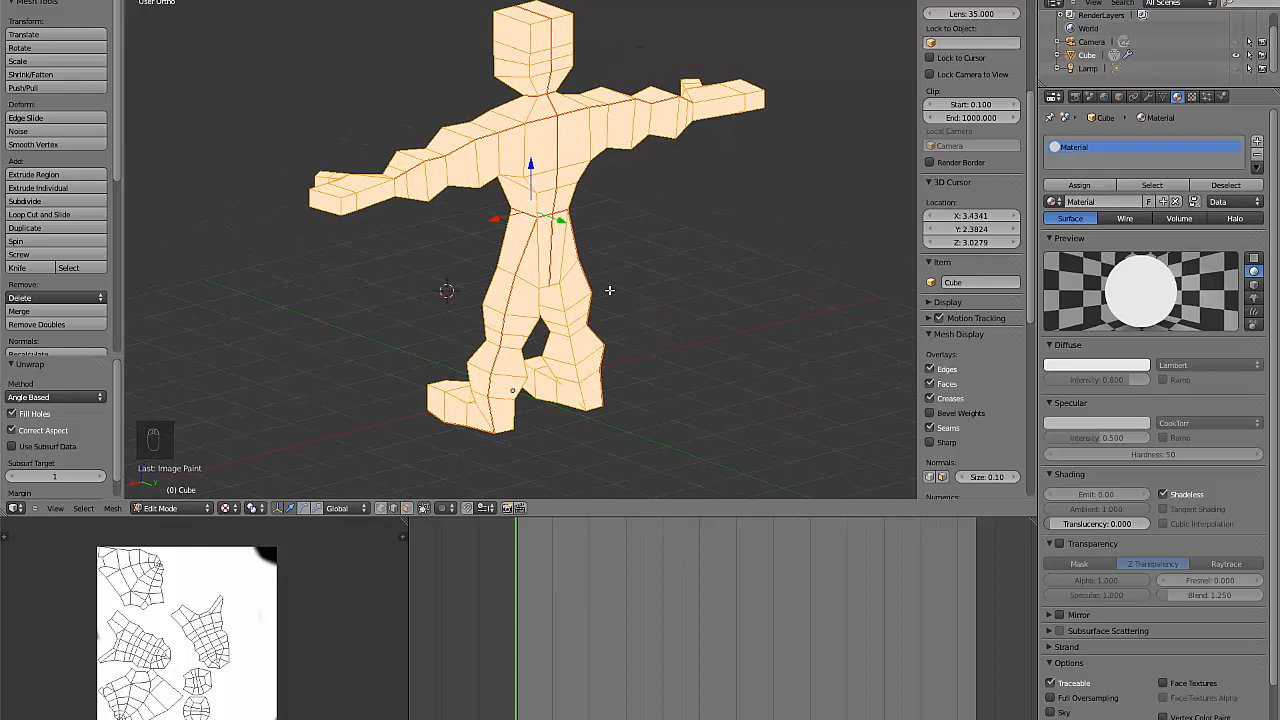 Mesh Tools
Transform:
Translate
Rotate
Scale
Shrink/Fatten
Push/Pull
Deform:
Edge Slide
Noise
Smooth Vertex
Add:
Extrude Region
Extrude Individual
Subdivide
Loop Cut and Slide
Duplicate
Spin
Screw
Knife Select
Remove:
Delete
Merge
Remove Doubles
Normals:
Unwrap
Method
Angle Based
Fill Holes
Correct Aspect
Use Subsurf Data
Subsurf Target
1
Margin
User Ortho
Last: Image Paint
(0) Cube
View Select Mesh Edit Mode Global
Lens: 35.000
Lock to Object:
Lock to Cursor
Lock Camera to View
Clip:
Start: 0.100
End: 1000.000
Local Camera
Camera
Render Border
3D Cursor
Location:
X: 3.4341
Y: 2.3824
Z: 3.0279
Item
Cube
Display
Motion Tracking
Mesh Display
Overlays:
Edges
Faces
Creases
Bevel Weights
Seams
Sharp
Normals:
Size: 0.10
View Search All Scenes
RenderLayers
World
Camera
Cube
Lamp
Cube Material
Material
Assign Select Deselect
Material F Data
Surface Wire Volume Halo
Preview
Diffuse
Lambert
Intensity: 0.800 Ramp
Specular
CookTorr
Intensity: 0.500 Ramp
Hardness: 50
Shading
Emit: 0.00 Shadeless
Ambient: 1.000 Tangent Shading
Translucency: 0.000 Cubic Interpolation
Transparency
Mask Z Transparency Raytrace
Alpha: 1.000 Fresnel: 0.000
Specular: 1.000 Blend: 1.250
Mirror
Subsurface Scattering
Strand
Options
Traceable Face Textures
Full Oversampling Face Textures Alpha
Sky